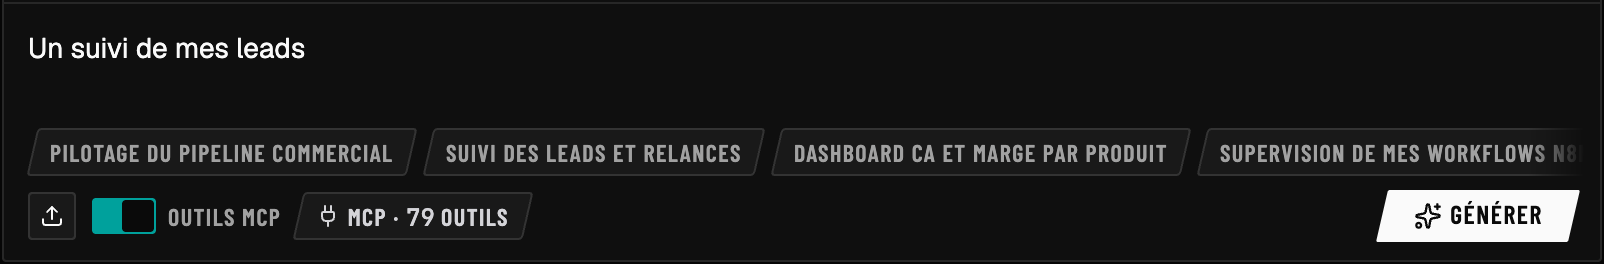 Un suivi de mes leads
PILOTAGE DU PIPELINE COMMERCIAL
SUIVI DES LEADS ET RELANCES
DASHBOARD CA ET MARGE PAR PRODUIT
SUPERVISION DE MES WORKFLOWS
OUTILS MCP
MCP · 79 OUTILS
GÉNÉRER